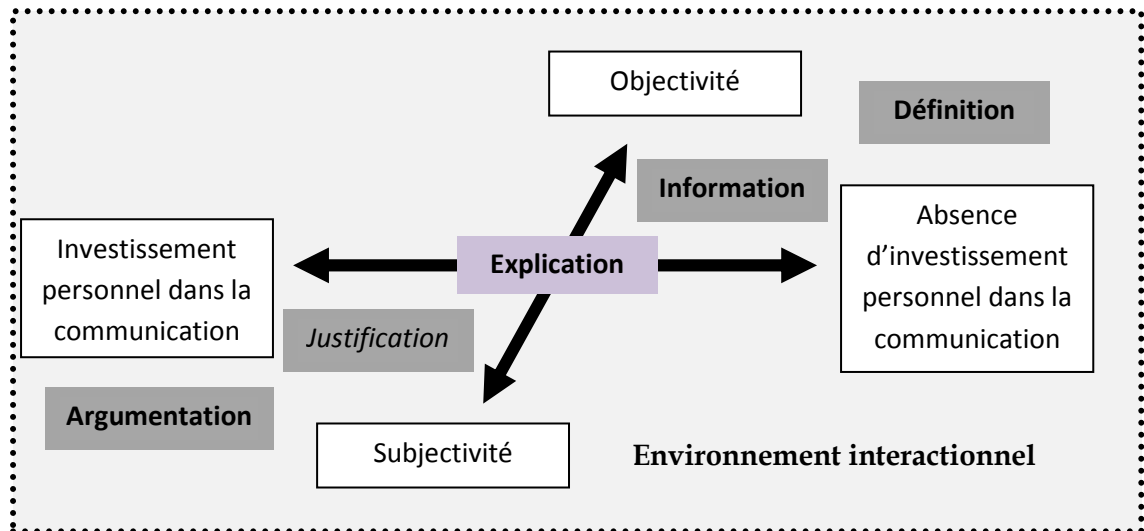 Objectivité
Définition
Information
Absence
d’investissement
personnel dans la
communication
Investissement
personnel dans la
communication
Explication
Justification
Argumentation
Subjectivité
Environnement interactionnel